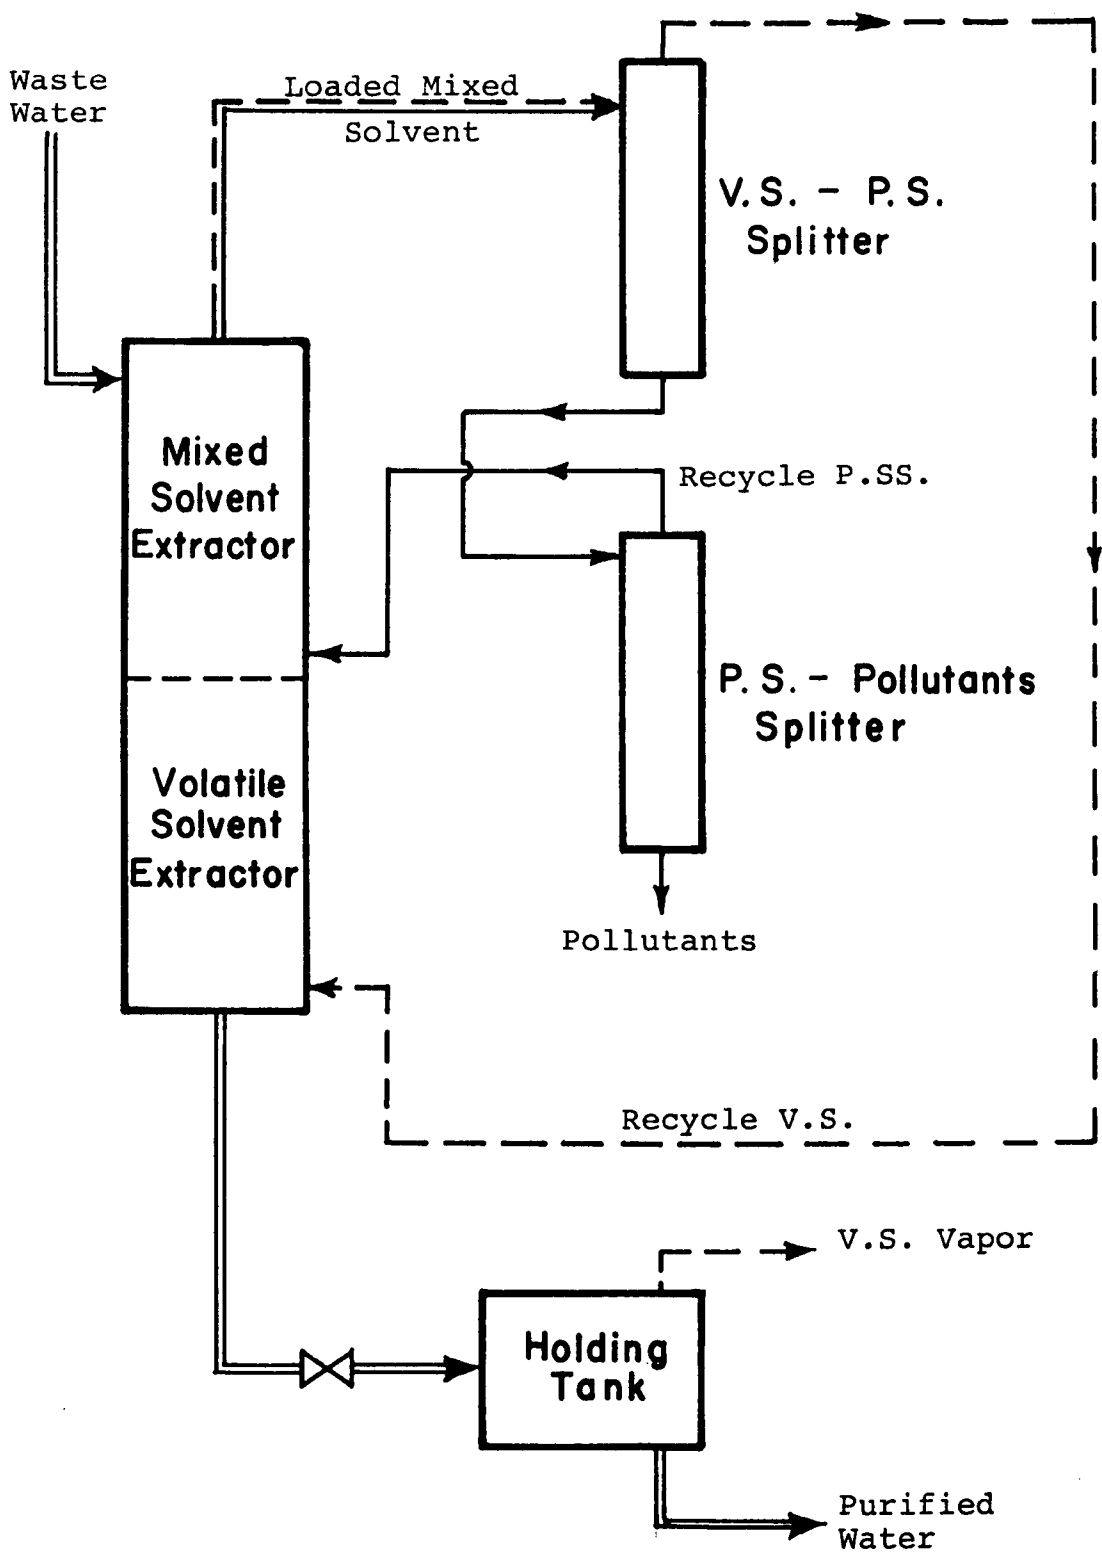 Waste
Water
Loaded Mixed
Solvent
V.S. - P.S.
Splitter
Mixed
Solvent
Extractor
Recycle P.SS.
P.S. - Pollutants
Splitter
Volatile
Solvent
Extractor
Pollutants
Recycle V.S.
V.S. Vapor
Holding
Tank
Purified
Water